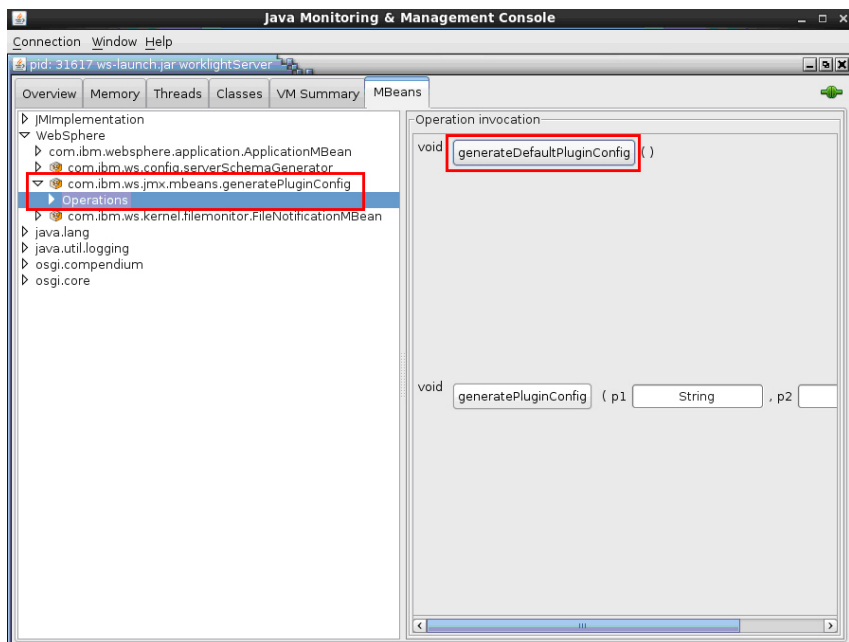 Java Monitoring & Management Console
Connection Window Help
pid: 31617 ws-launch.jar worklightServer
Overview Memory Threads Classes VM Summary MBeans
JMImplementation
WebSphere
com.ibm.websphere.application.ApplicationMBean
com.ibm.ws.config.serverSchemaGenerator
com.ibm.ws.jmx.mbeans.generatePluginConfig
Operations
com.ibm.ws.kernel.filemonitor.FileNotificationMBean
java.lang
java.util.logging
osgi.compendium
osgi.core
Operation invocation
void generateDefaultPluginConfig ( )
void generatePluginConfig ( p1 String , p2